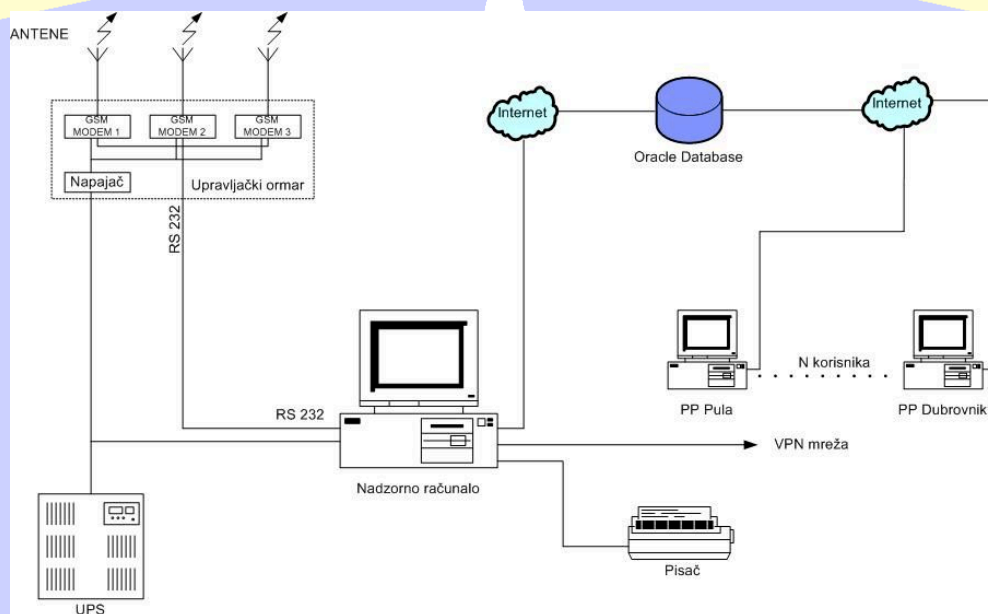 ANTENE
GSM
MODEM 1
GSM
MODEM 2
GSM
MODEM 3
Napajač
Upravljački ormar
RS 232
Internet
Oracle Database
Internet
RS 232
Nadzorno računalo
PP Pula
N korisnika
PP Dubrovnik
VPN mreža
Pisač
UPS